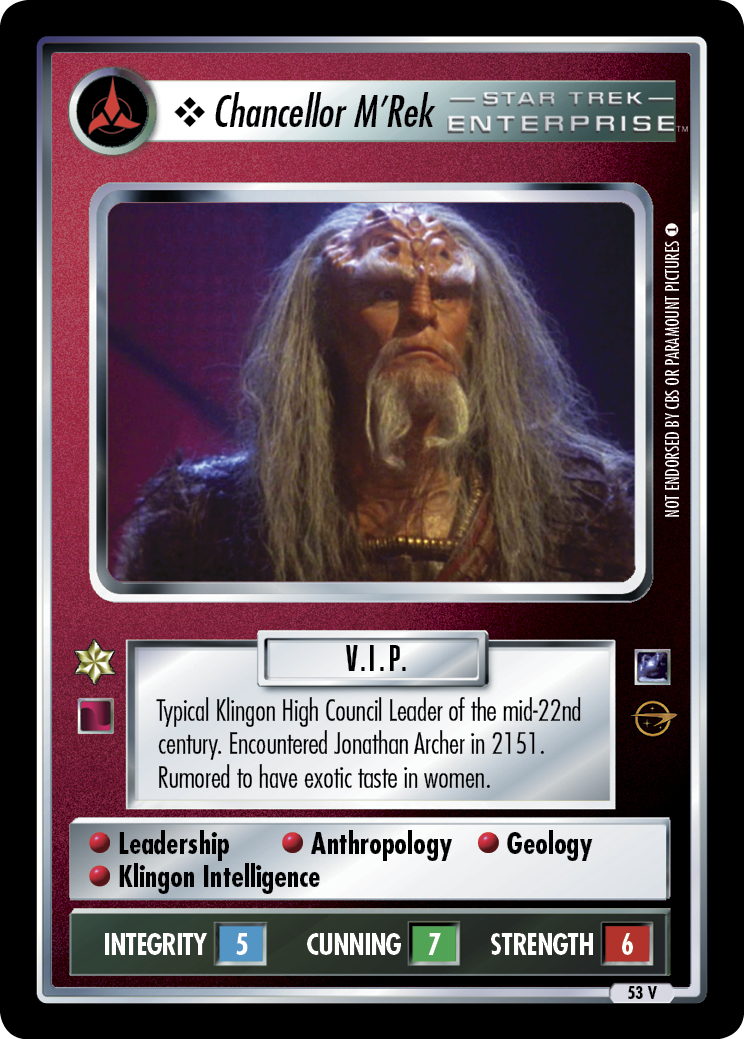 ❖ Chancellor M'Rek
STAR TREK
ENTERPRISE™
NOT ENDORSED BY CBS OR PARAMOUNT PICTURES ❶
V.I.P.
Typical Klingon High Council Leader of the mid-22nd
century. Encountered Jonathan Archer in 2151.
Rumored to have exotic taste in women.
Leadership Anthropology Geology
Klingon Intelligence
INTEGRITY 5 CUNNING 7 STRENGTH 6
53 V